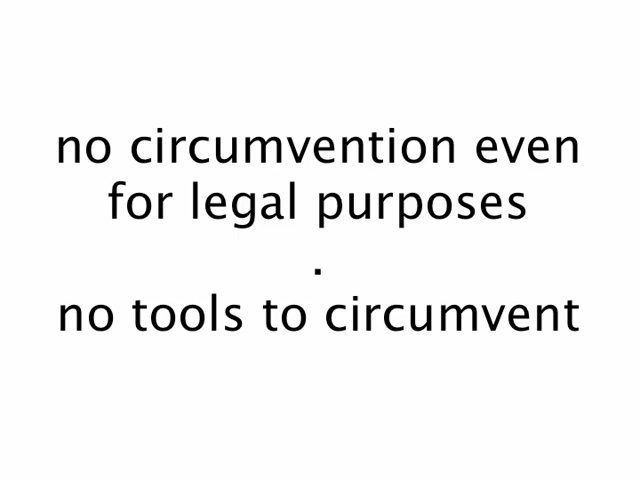 no circumvention even
for legal purposes
.
no tools to circumvent